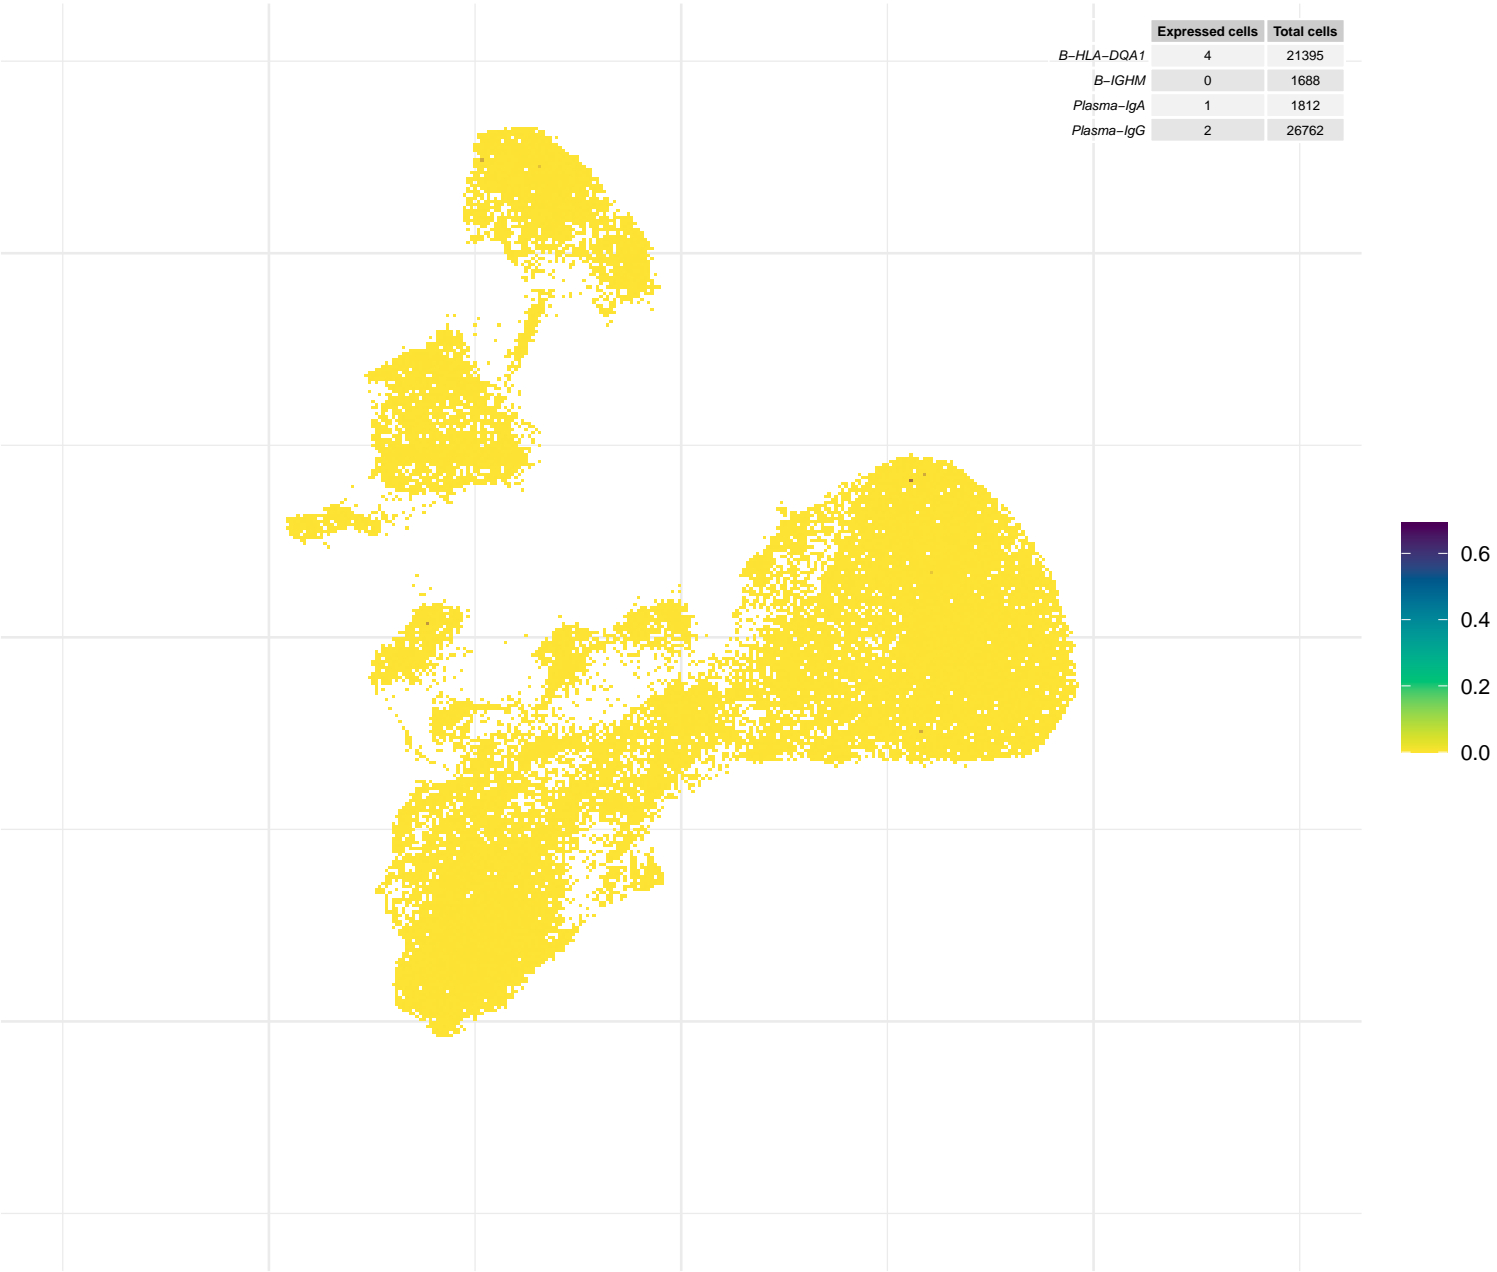 Expressed cells Total cells
B−HLA−DQA1 4 21395
B−IGHM 0 1688
Plasma−IgA 1 1812
Plasma−IgG 2 26762
0.6
0.4
0.2
0.0